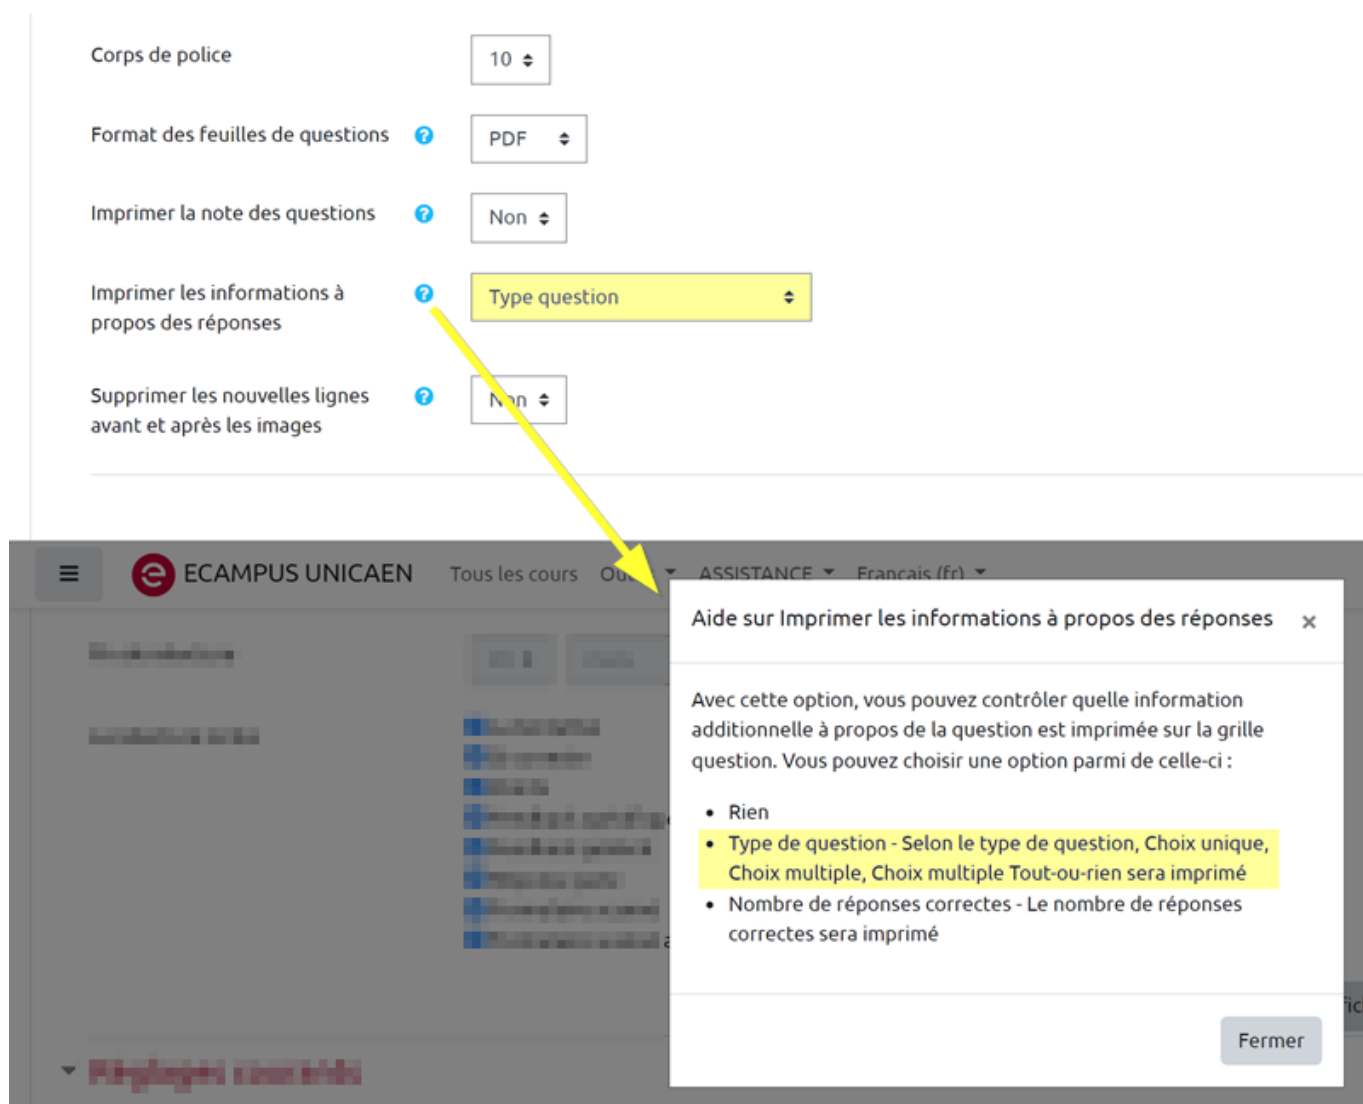 Corps de police
10
Format des feuilles de questions
PDF
Imprimer la note des questions
Non
Imprimer les informations à
propos des réponses
Type question
Supprimer les nouvelles lignes
avant et après les images
Non
ECAMPUS UNICAEN Tous les cours ASSISTANCE Français (fr)
Aide sur Imprimer les informations à propos des réponses
Avec cette option, vous pouvez contrôler quelle information
additionnelle à propos de la question est imprimée sur la grille
question. Vous pouvez choisir une option parmi de celle-ci :
• Rien
• Type de question - Selon le type de question, Choix unique,
Choix multiple, Choix multiple Tout-ou-rien sera imprimé
• Nombre de réponses correctes - Le nombre de réponses
correctes sera imprimé
Fermer